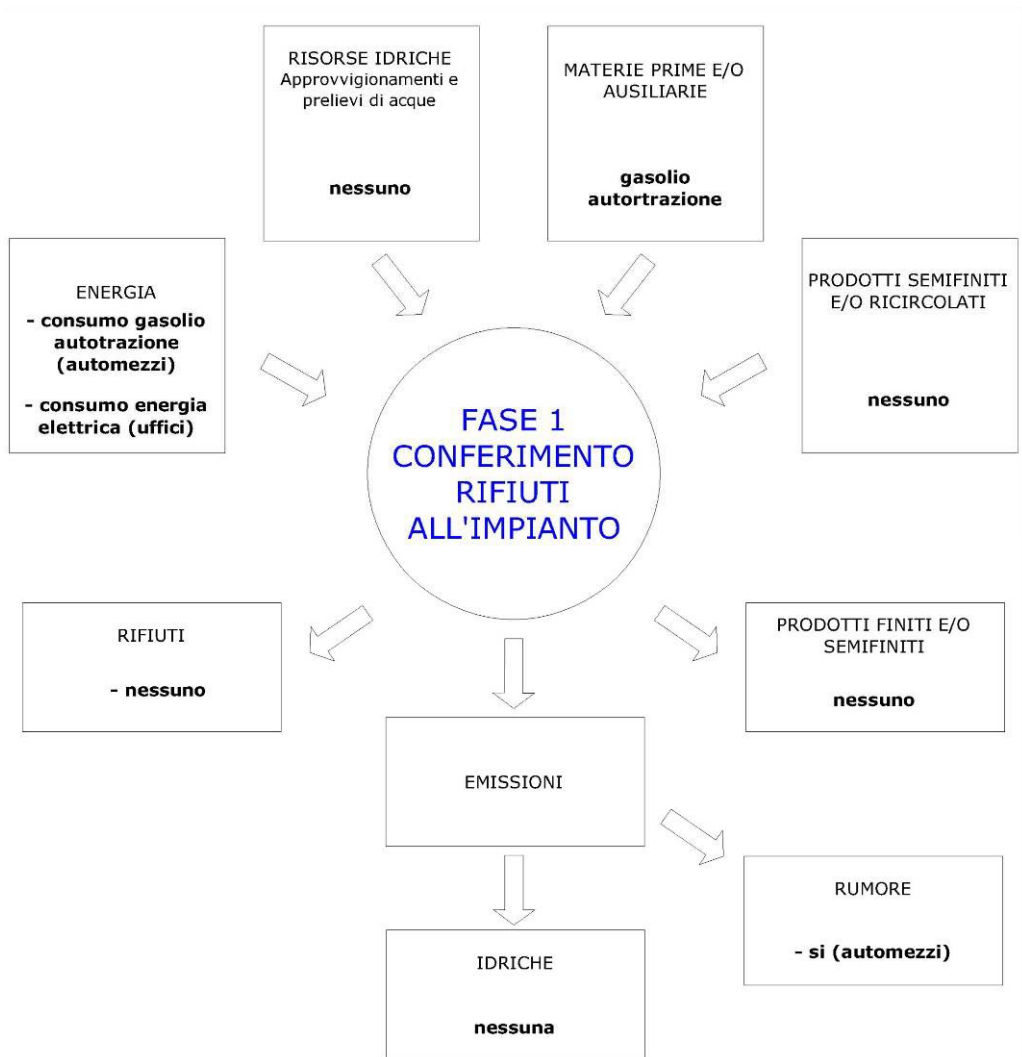 RISORSE IDRICHE
Approvvigionamenti e
prelievi di acque
nessuno
MATERIE PRIME E/O
AUSILIARIE
gasolio
autortrazione
ENERGIA
- consumo gasolio
autotrazione
(automezzi)
- consumo energia
elettrica (uffici)
PRODOTTI SEMIFINITI
E/O RICIRCOLATI
nessuno
FASE 1
CONFERIMENTO
RIFIUTI
ALL'IMPIANTO
RIFIUTI
- nessuno
PRODOTTI FINITI E/O
SEMIFINITI
nessuno
EMISSIONI
RUMORE
- si (automezzi)
IDRICHE
nessuna